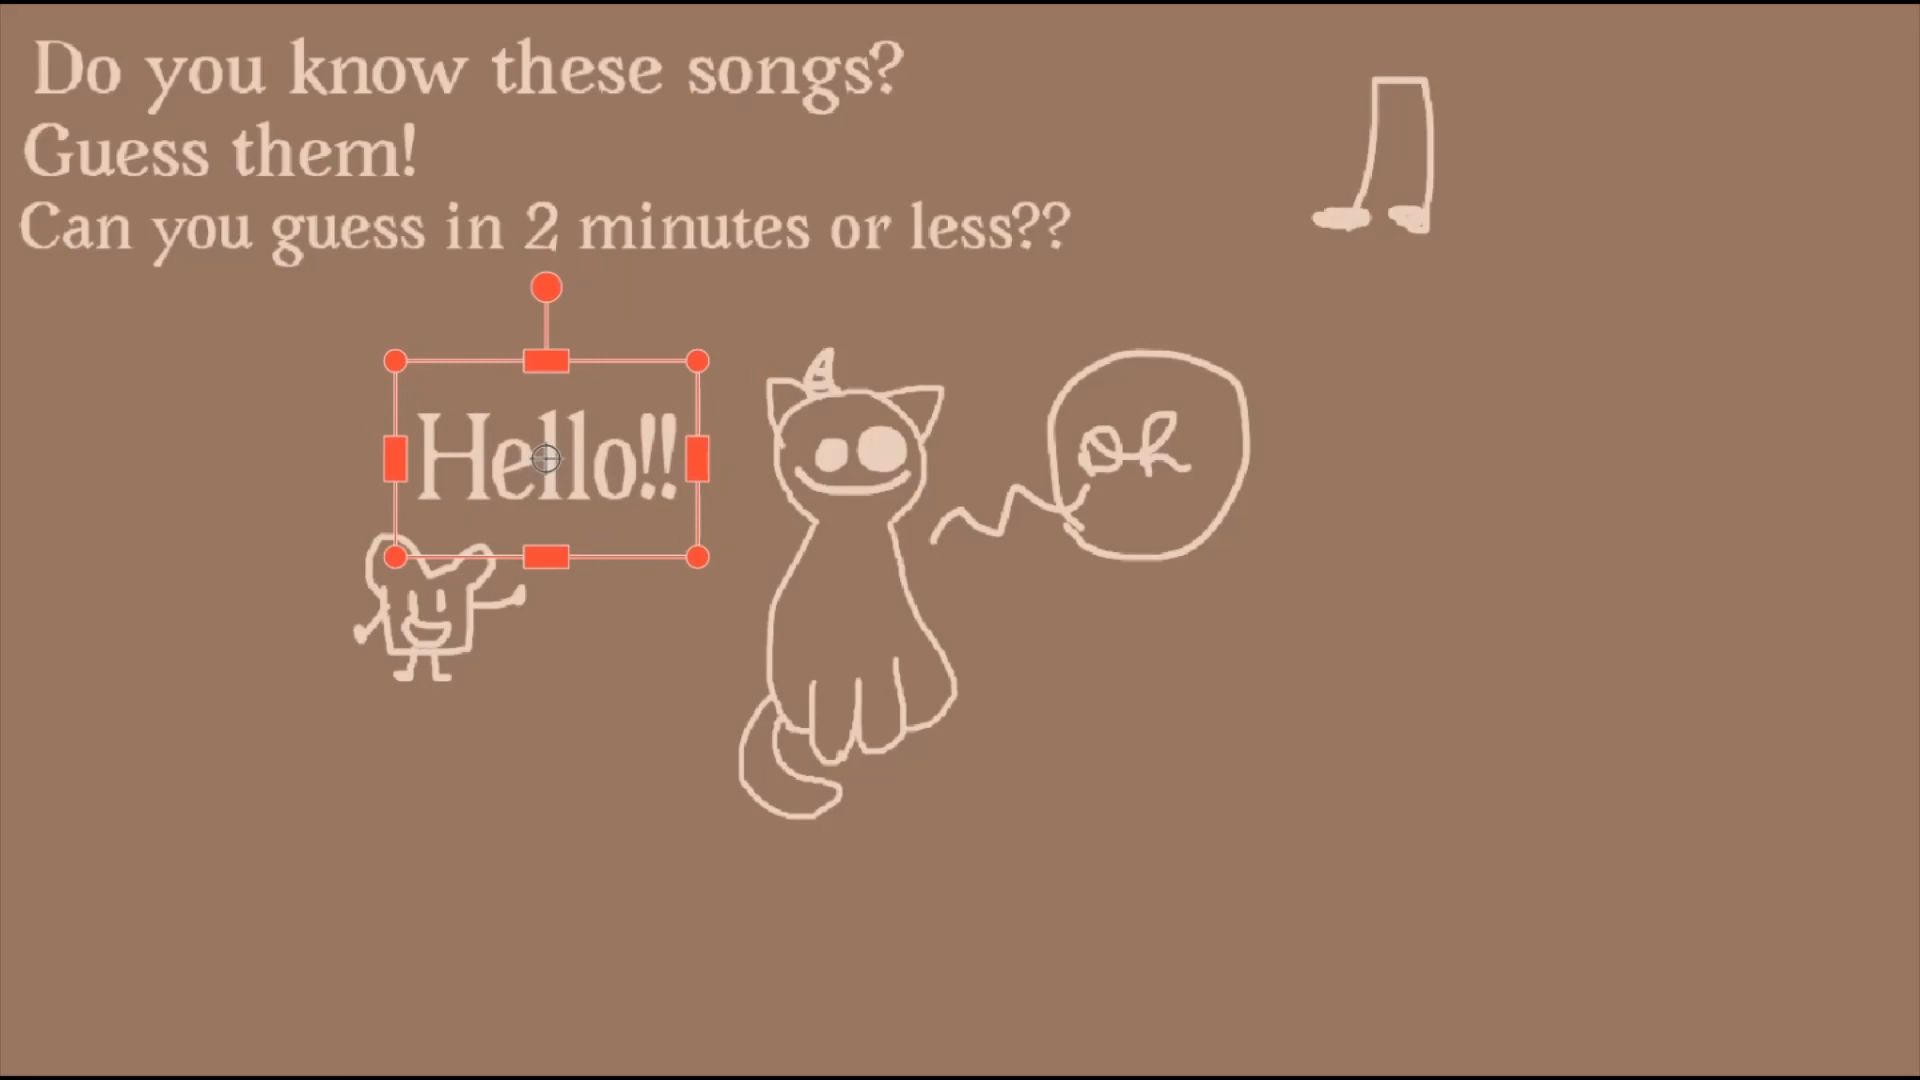 Do you know these songs?
Guess them!
Can you guess in 2 minutes or less??
Hello!!
ok